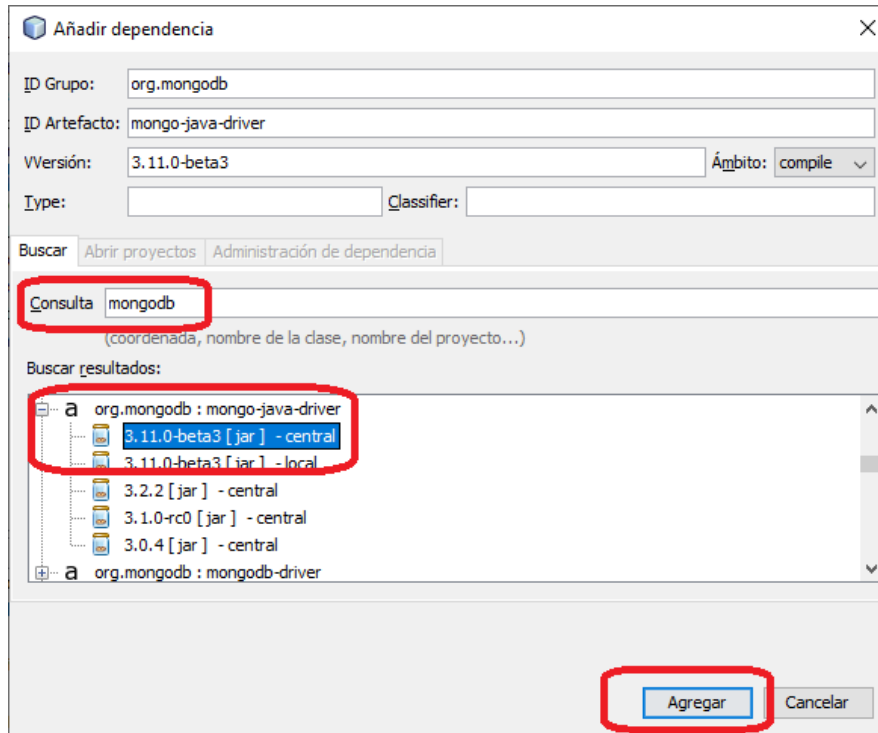 Añadir dependencia
ID Grupo: org.mongodb
ID Artefacto: mongo-java-driver
VVersión: 3.11.0-beta3 Ámbito: compile
Type: Classifier:
Buscar Abrir proyectos Administración de dependencia
Consulta mongodb
(coordenada, nombre de la clase, nombre del proyecto...)
Buscar resultados:
a org.mongodb : mongo-java-driver
3.11.0-beta3 [ jar ] - central
3.11.0-beta3 [ jar ] - local
3.2.2 [ jar ] - central
3.1.0-rc0 [ jar ] - central
3.0.4 [ jar ] - central
a org.mongodb : mongodb-driver
Agregar Cancelar